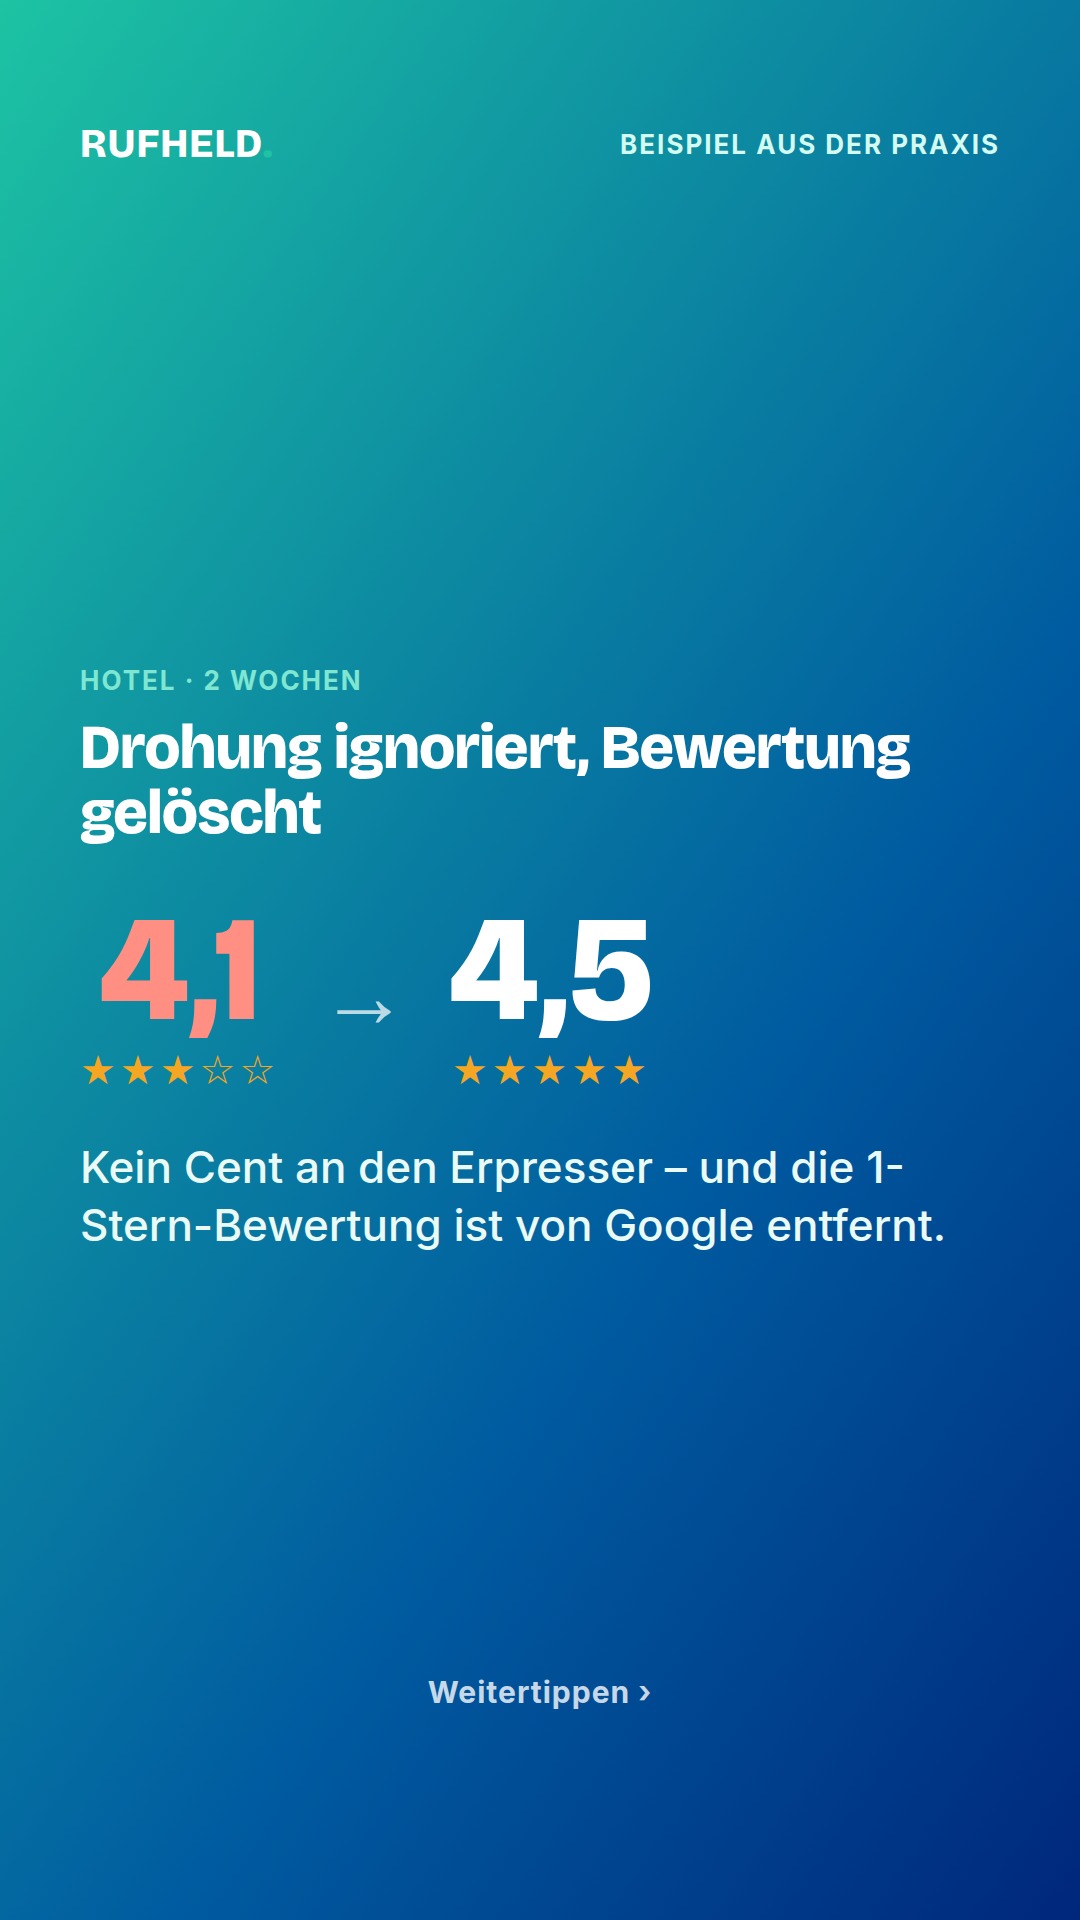 RUFHELD.
BEISPIEL AUS DER PRAXIS
HOTEL · 2 WOCHEN
Drohung ignoriert, Bewertung
gelöscht
4,1 → 4,5
★★★☆☆ ★★★★★
Kein Cent an den Erpresser – und die 1-
Stern-Bewertung ist von Google entfernt.
Weitertippen ›